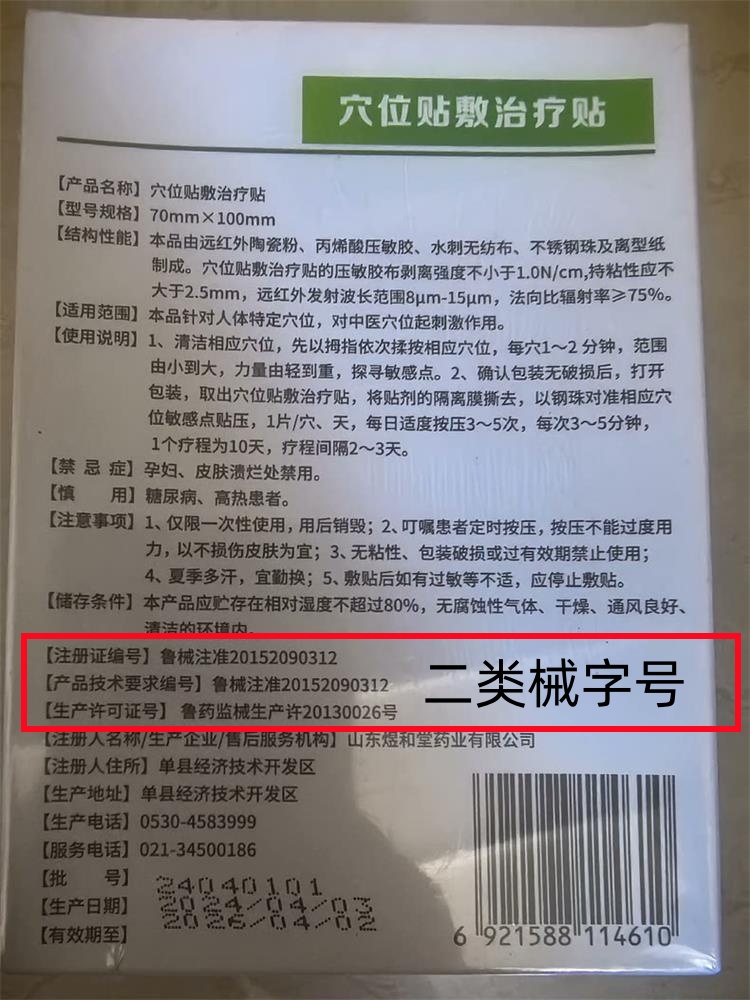 穴位贴敷治疗贴
【产品名称】穴位贴敷治疗贴
【型号规格】70mm×100mm
【结构性能】本品由远红外陶瓷粉、丙烯酸压敏胶、水刺无纺布、不锈钢珠及离型纸
制成。穴位贴敷治疗贴的压敏胶布剥离强度不小于1.0N/cm,持粘性应不
大于2.5mm，远红外发射波长范围8μm-15μm，法向比辐射率≥75%。
【适用范围】本品针对人体特定穴位，对中医穴位起刺激作用。
【使用说明】1、清洁相应穴位，先以拇指依次揉按相应穴位，每穴1～2 分钟，范围
由小到大，力量由轻到重，探寻敏感点。2、确认包装无破损后，打开
包装，取出穴位贴敷治疗贴，将贴剂的隔离膜撕去，以钢珠对准相应穴
位敏感点贴压，1片/穴、天，每日适度按压3～5次，每次3～5分钟，
1个疗程为10天，疗程间隔2～3天。
【禁 忌 症】孕妇、皮肤溃烂处禁用。
【慎 用】糖尿病、高热患者。
【注意事项】1、仅限一次性使用，用后销毁；2、叮嘱患者定时按压，按压不能过度用
力，以不损伤皮肤为宜；3、无粘性、包装破损或过有效期禁止使用；
4、夏季多汗，宜勤换；5、敷贴后如有过敏等不适，应停止敷贴。
【储存条件】本产品应贮存在相对湿度不超过80%，无腐蚀性气体、干燥、通风良好、
清洁的环境内。
【注册证编号】鲁械注准20152090312
【产品技术要求编号】鲁械注准20152090312
二类械字号
【生产许可证号】 鲁药监械生产许20130026号
【注册人名称/生产企业/售后服务机构】山东煜和堂药业有限公司
【注册人住所】单县经济技术开发区
【生产地址】单县经济技术开发区
【生产电话】0530-4583999
【服务电话】021-34500186
【批 号】24040101
【生产日期】2024/04/03
【有效期至】2026/04/02
6 921588 114610